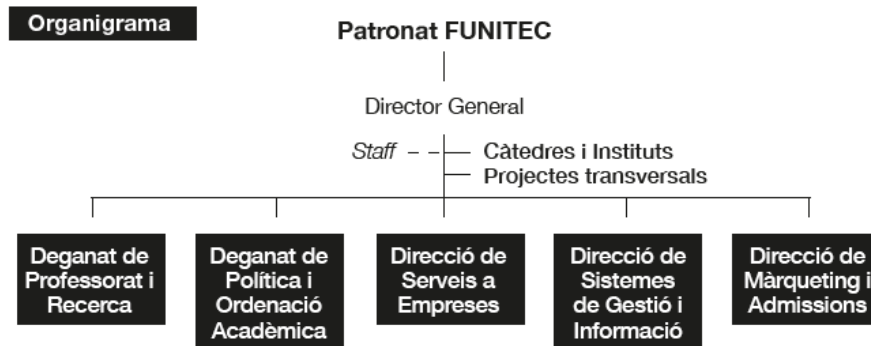 Organigrama
Patronat FUNITEC
Director General
Staff
Càtedres i Instituts
Projectes transversals
Deganat de
Professorat i
Recerca
Deganat de
Política i
Ordenació
Acadèmica
Direcció de
Serveis a
Empreses
Direcció de
Sistemes
de Gestió i
Informació
Direcció de
Màrqueting i
Admissions